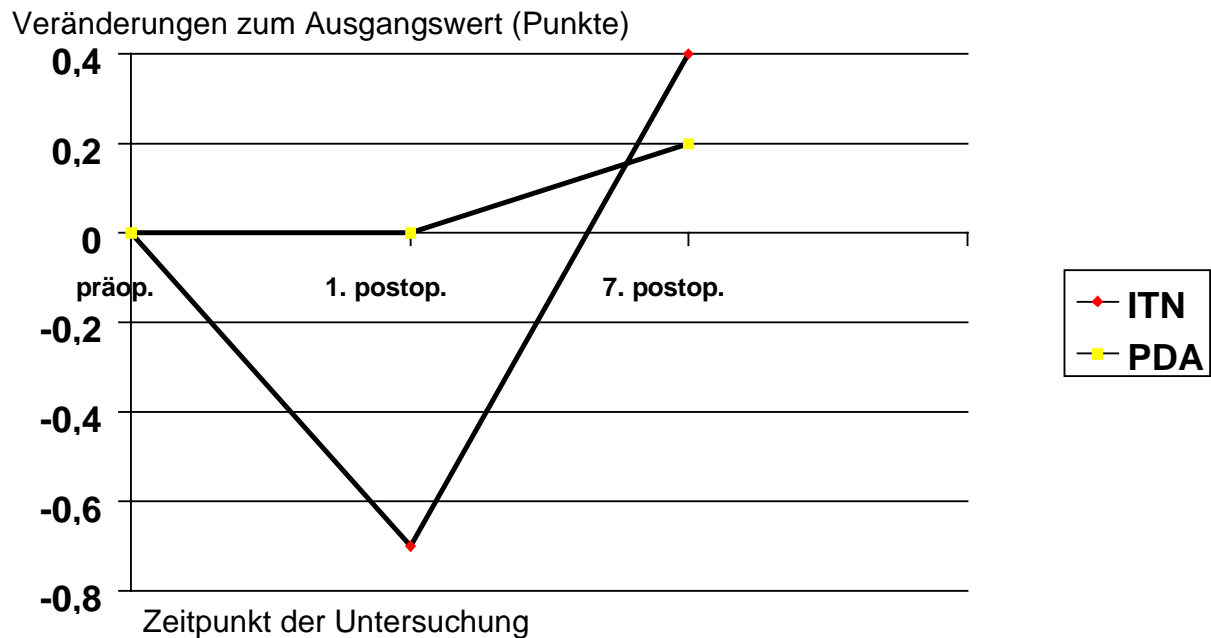 Veränderungen zum Ausgangswert (Punkte)
0,4
0,2
0
präop. 1. postop. 7. postop.
-0,2
-0,4
-0,6
-0,8
Zeitpunkt der Untersuchung
ITN
PDA